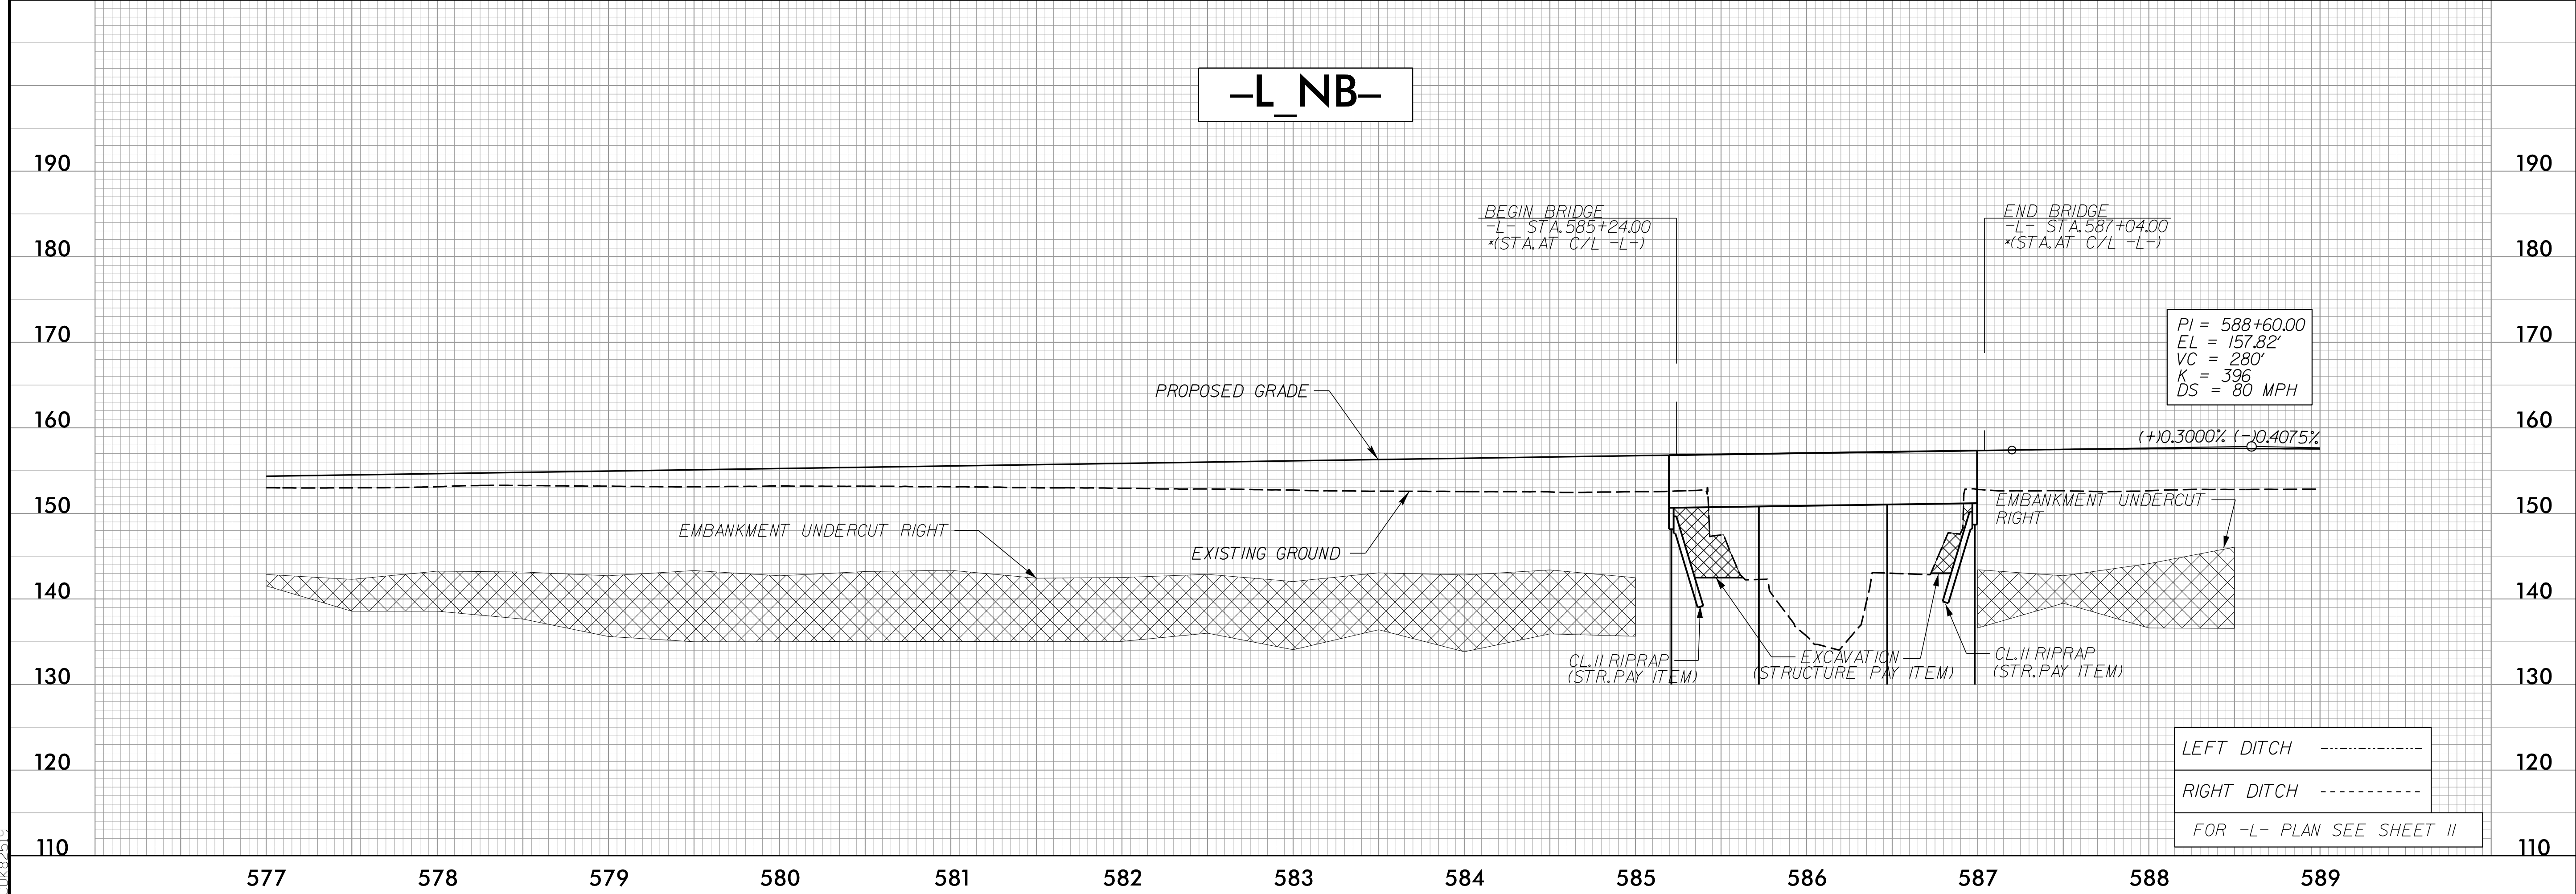 –L_NB–
190
190
BEGIN BRIDGE
-L- STA.585+24.00
*(STA.AT C/L -L-)
END BRIDGE
-L- STA.587+04.00
*(STA.AT C/L -L-)
180
180
170
170
PI = 588+60.00
EL = 157.82'
VC = 280'
K = 396
DS = 80 MPH
PROPOSED GRADE
160
160
(+)0.3000% (-)0.4075%
150
150
EMBANKMENT UNDERCUT
RIGHT
EMBANKMENT UNDERCUT RIGHT
EXISTING GROUND
140
140
CL.II RIPRAP
(STR.PAY ITEM)
EXCAVATION
(STRUCTURE PAY ITEM)
CL.II RIPRAP
(STR.PAY ITEM)
130
130
LEFT DITCH
120
120
RIGHT DITCH
FOR -L- PLAN SEE SHEET 11
110
110
577 578 579 580 581 582 583 584 585 586 587 588 589